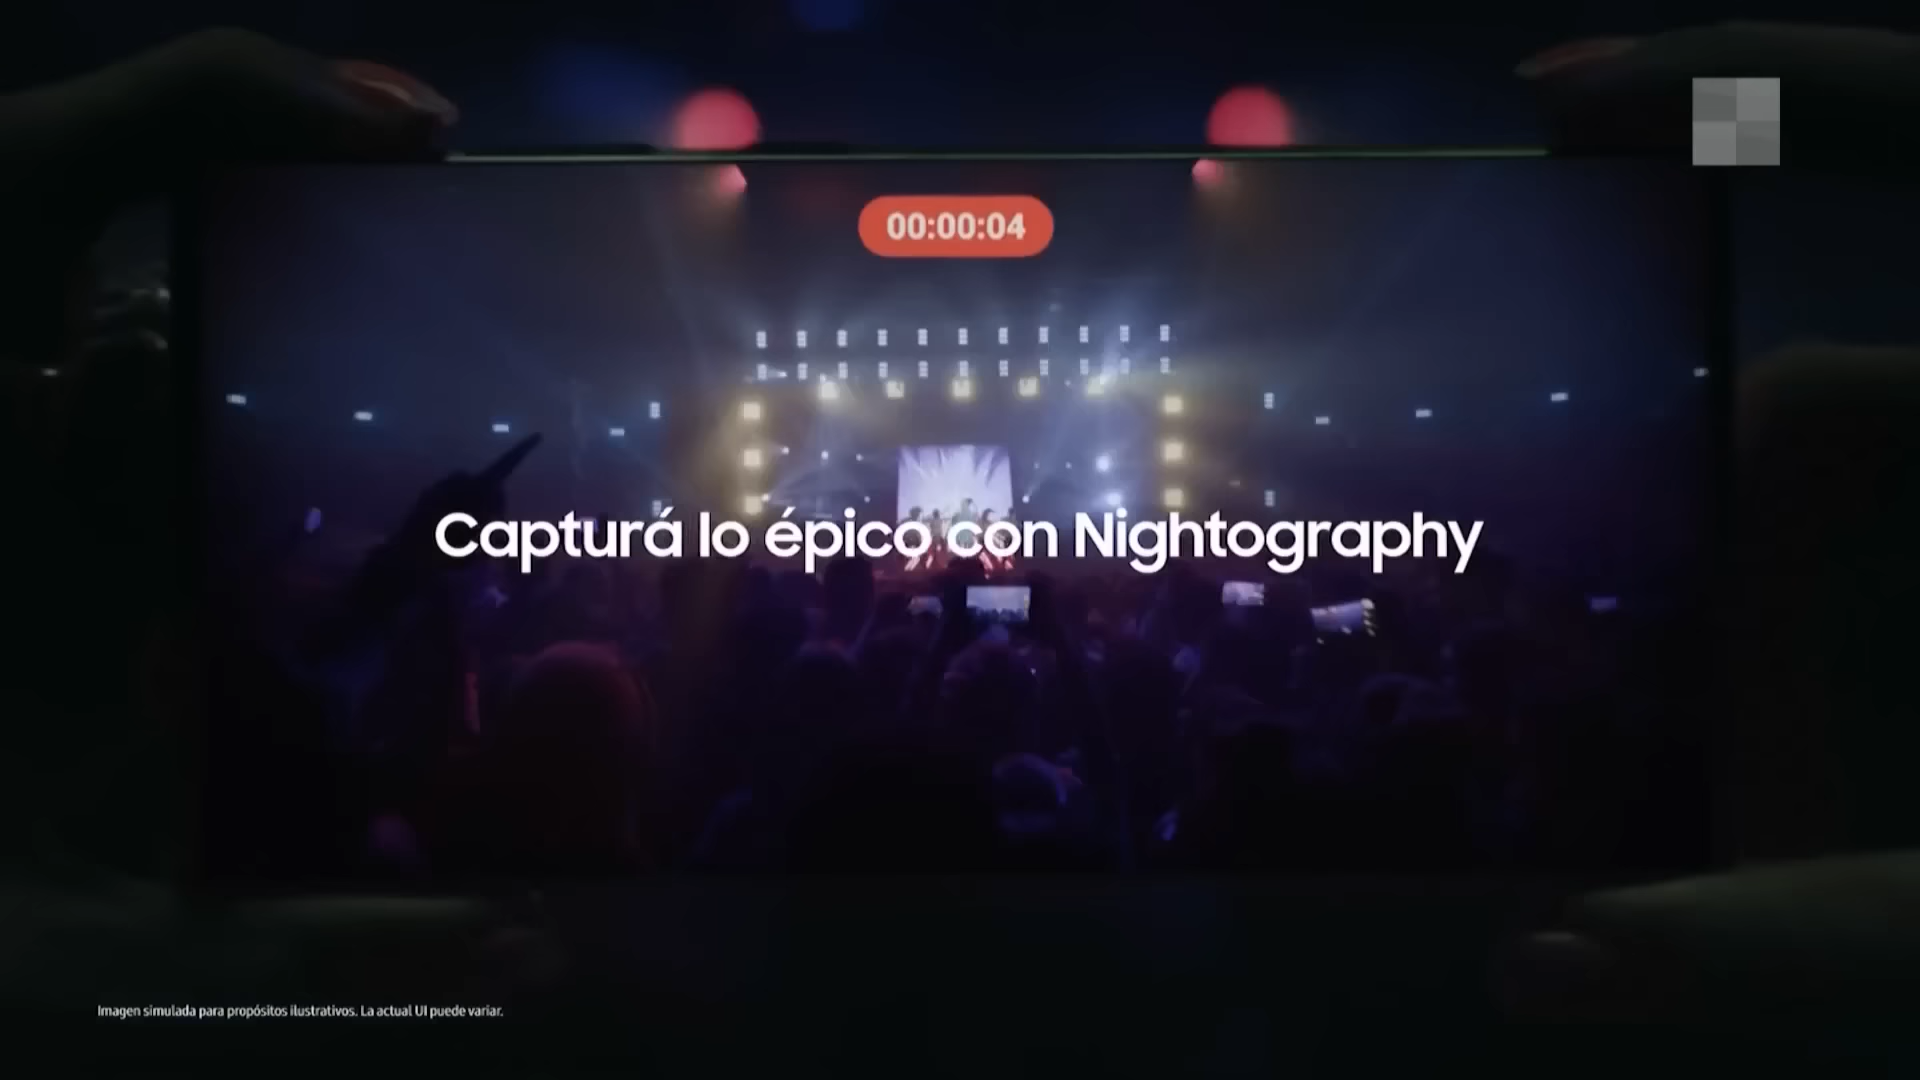 00:00:04
Capturá lo épico con Nightography
Imagen simulada para propósitos ilustrativos. La actual UI puede variar.